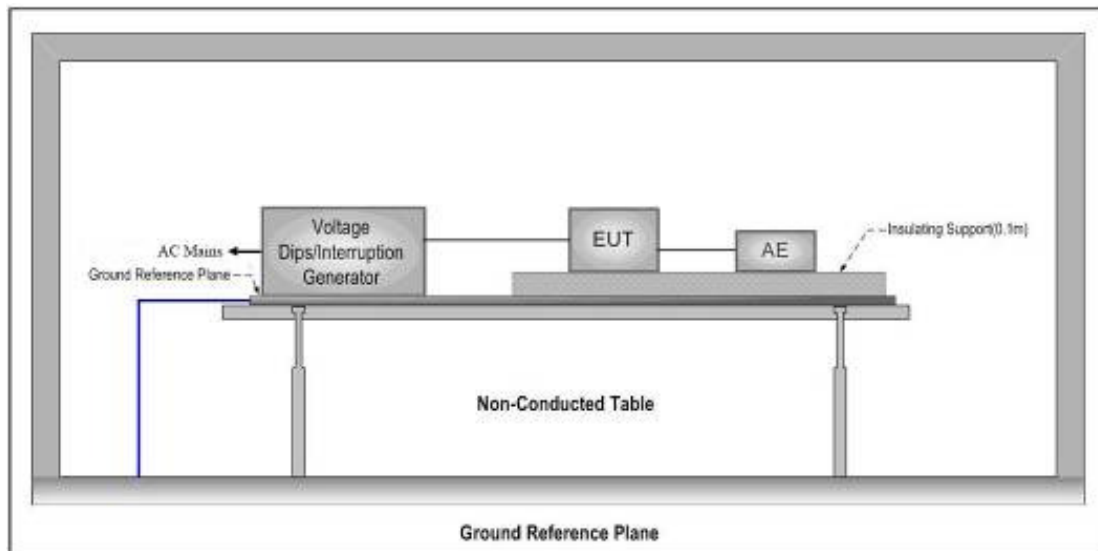 Voltage
Dips/Interruption
Generator
EUT
AE
Insulating Support(0.1m)
AC Mains
Ground Reference Plane
Non-Conducted Table
Ground Reference Plane